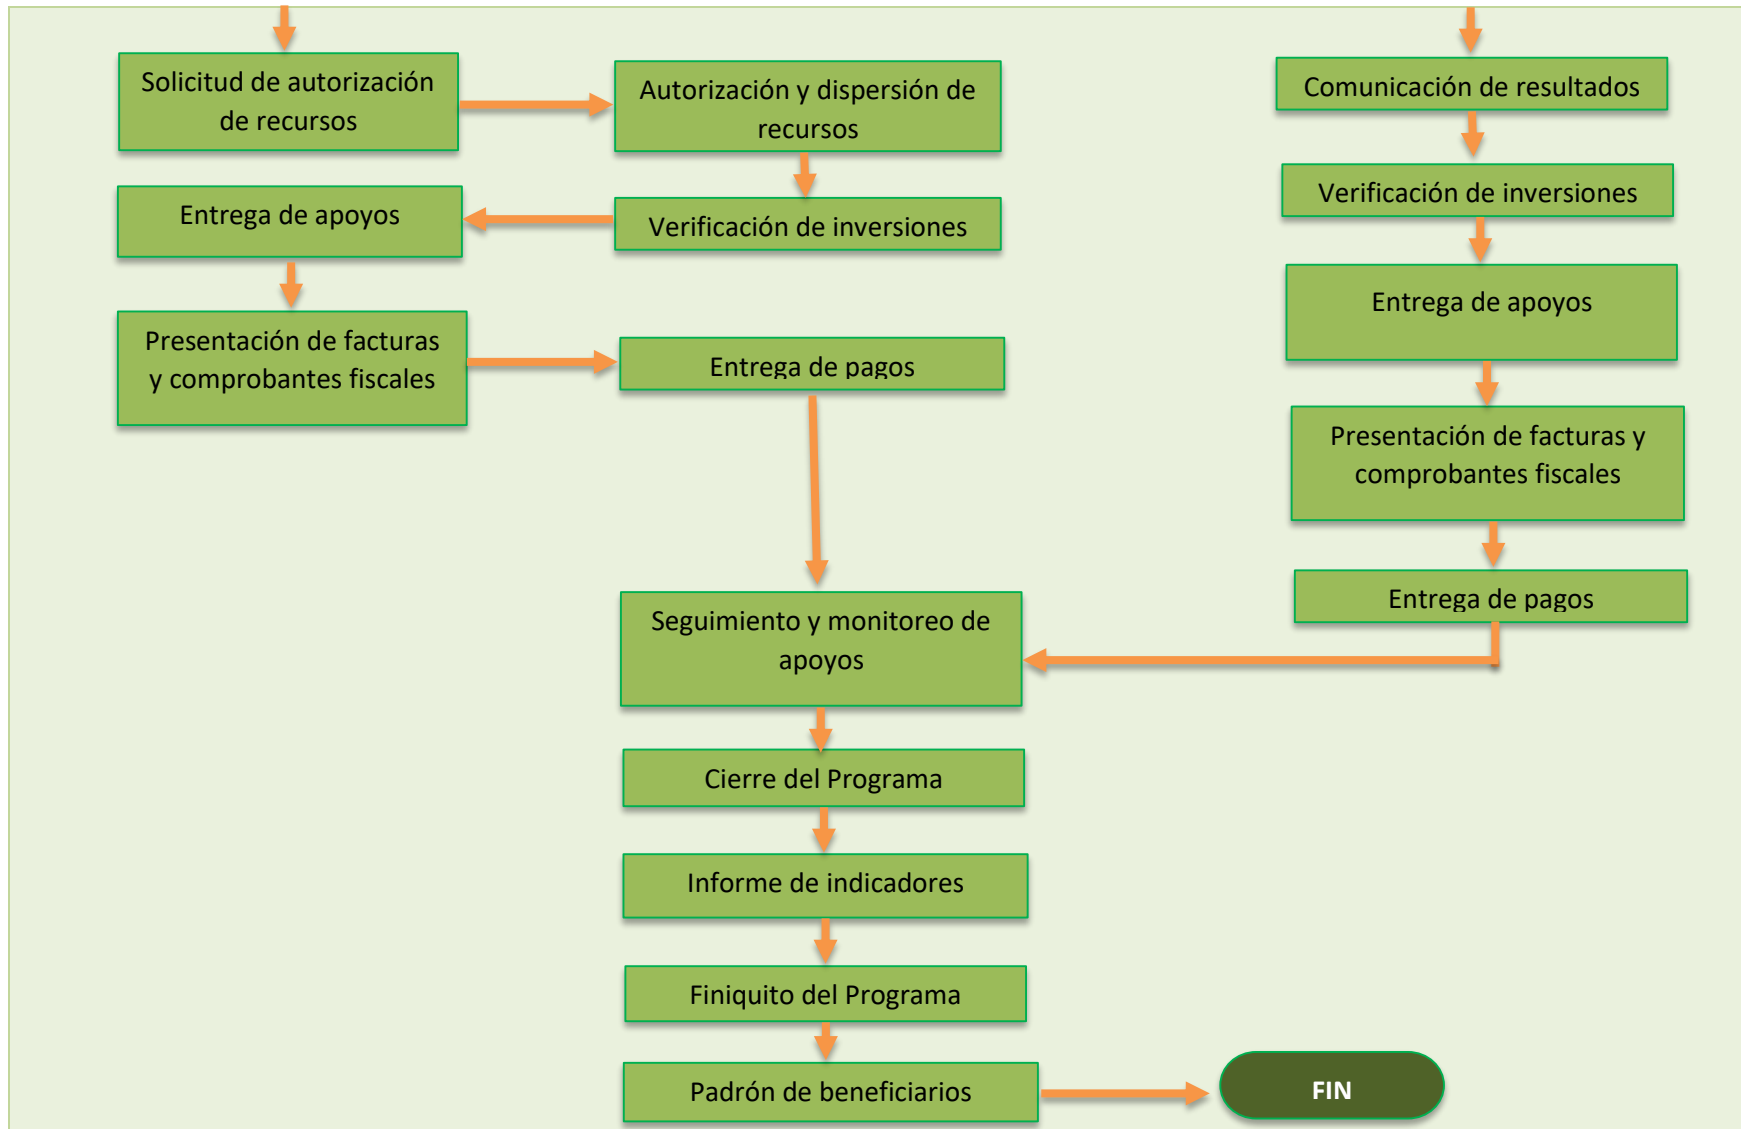 Solicitud de autorización
de recursos
Autorización y dispersión de
recursos
Verificación de inversiones
Entrega de apoyos
Presentación de facturas
y comprobantes fiscales
Entrega de pagos
Comunicación de resultados
Verificación de inversiones
Entrega de apoyos
Presentación de facturas y
comprobantes fiscales
Entrega de pagos
Seguimiento y monitoreo de
apoyos
Cierre del Programa
Informe de indicadores
Finiquito del Programa
Padrón de beneficiarios
FIN